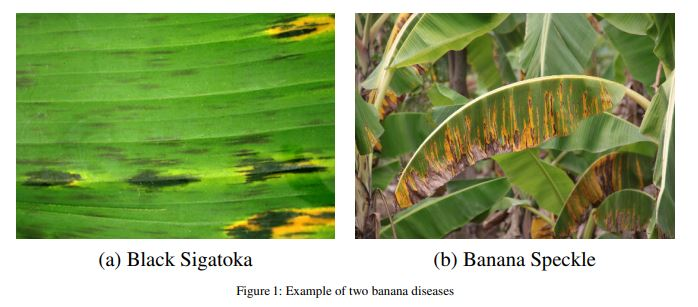 (a) Black Sigatoka
(b) Banana Speckle
Figure 1: Example of two banana diseases